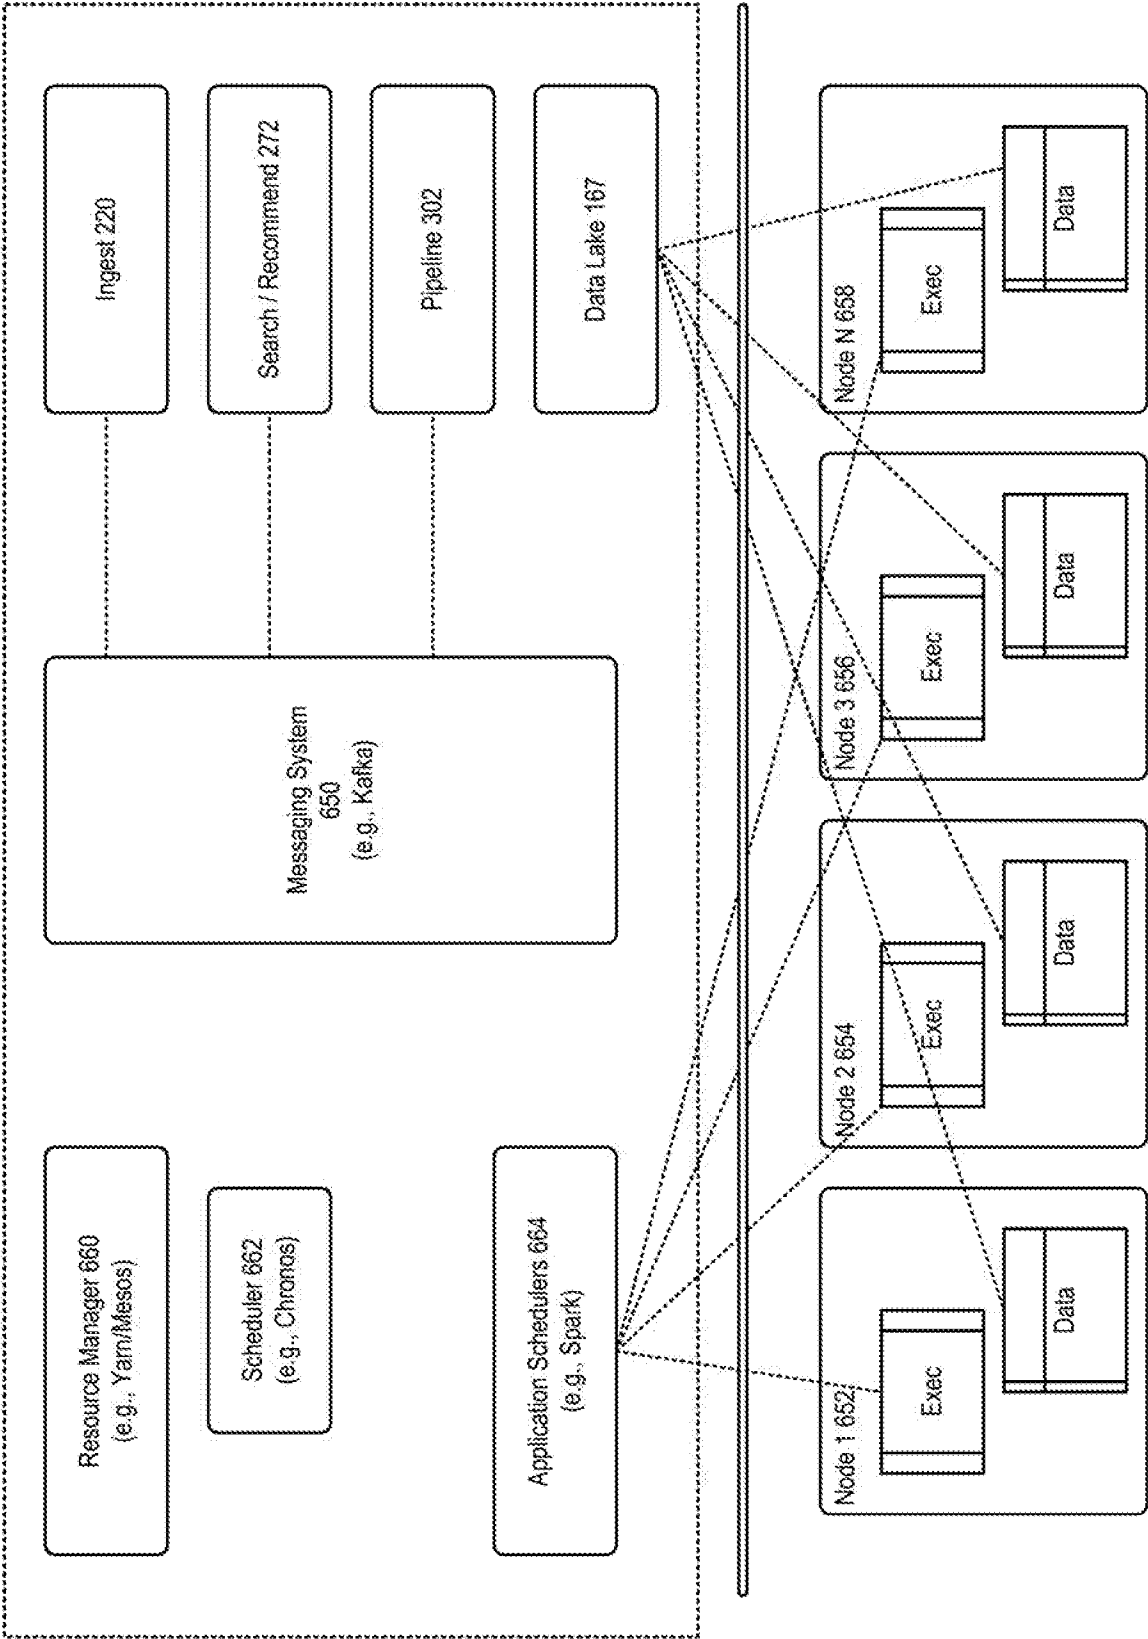 Resource Manager 660
(e.g., Yarn/Mesos)
Scheduler 662
(e.g., Chronos)
Application Schedulers 664
(e.g., Spark)
Messaging System
650
(e.g., Kafka)
Ingest 220
Search / Recommend 272
Pipeline 302
Data Lake 167
Node 1 652
Exec
Data
Node 2 654
Exec
Data
Node 3 656
Exec
Data
Node N 658
Exec
Data